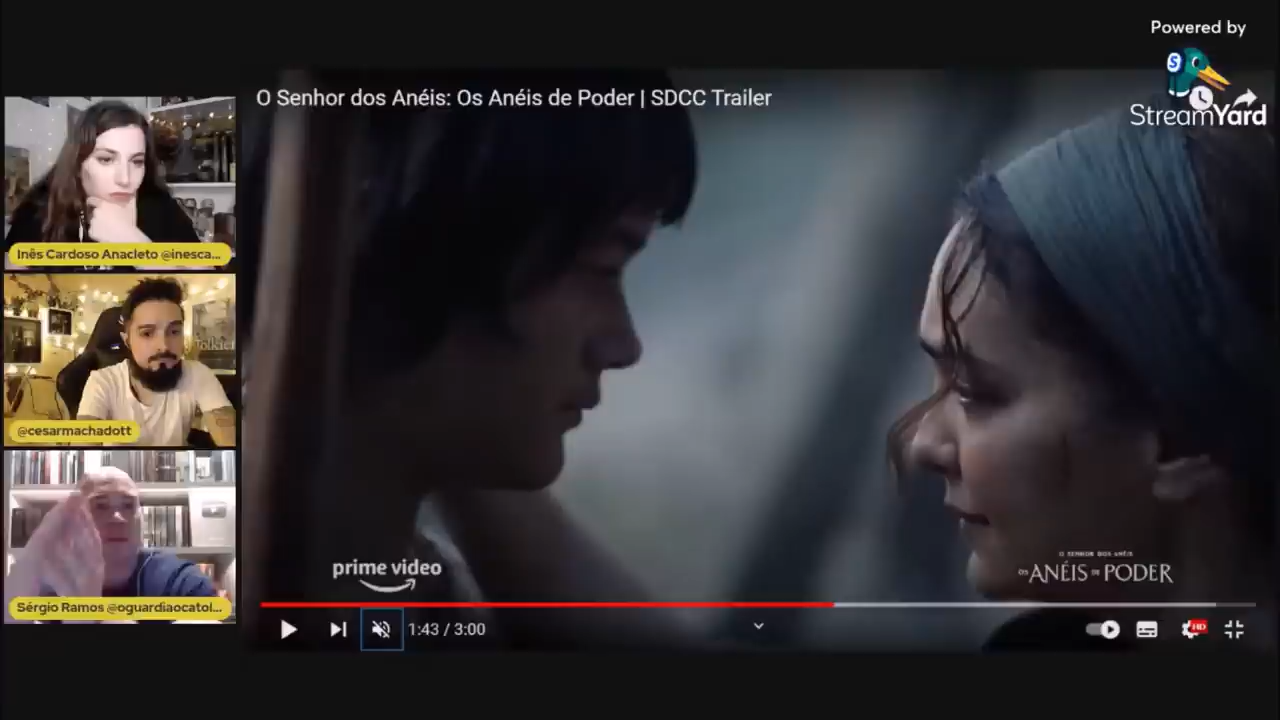 Powered by
S
StreamYard
O Senhor dos Anéis: Os Anéis de Poder | SDCC Trailer
Inês Cardoso Anacleto @inesca...
Tolkien
@cesarmachadott
Sérgio Ramos @oguardiaocatol...
prime video
O SENHOR DOS ANÉIS
OS ANÉIS DE PODER
1:43 / 3:00
HD